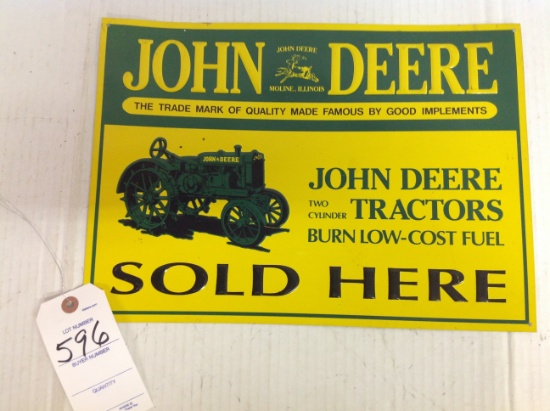 JOHN DEERE
JOHN DEERE
MOLINE, ILLINOIS
THE TRADE MARK OF QUALITY MADE FAMOUS BY GOOD IMPLEMENTS
JOHN DEERE
JOHN DEERE
TWO CYLINDER TRACTORS
BURN LOW-COST FUEL
SOLD HERE
LOT NUMBER
596
BUYER NUMBER
QUANTITY